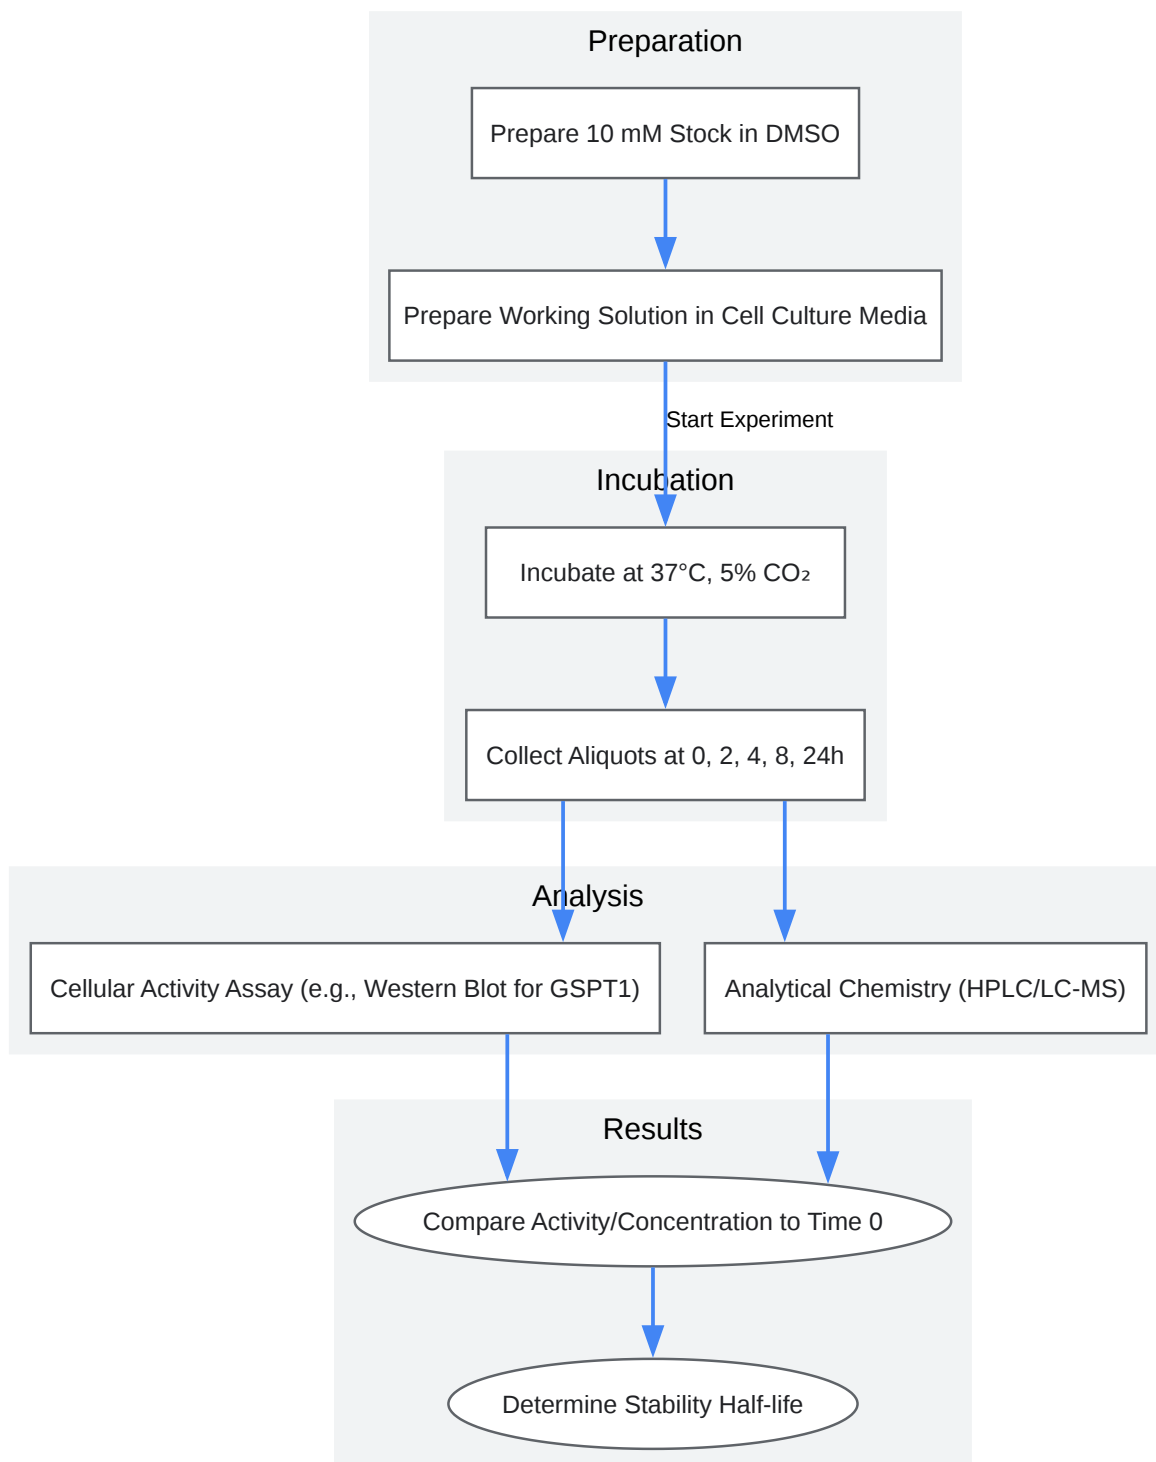 Preparation
Prepare 10 mM Stock in DMSO
Prepare Working Solution in Cell Culture Media
Start Experiment
Incubation
Incubate at 37°C, 5% CO₂
Collect Aliquots at 0, 2, 4, 8, 24h
Analysis
Cellular Activity Assay (e.g., Western Blot for GSPT1)
Analytical Chemistry (HPLC/LC-MS)
Results
Compare Activity/Concentration to Time 0
Determine Stability Half-life